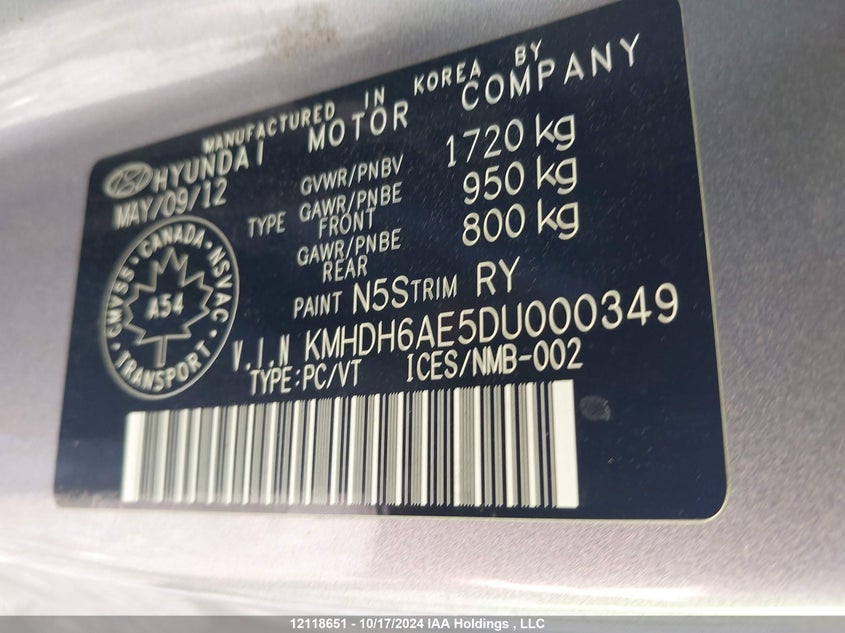 MANUFACTURED IN KOREA BY
HYUNDAI MOTOR COMPANY
MAY/09/12
GVWR/PNBV 1720 kg
TYPE GAWR/PNBE FRONT 950 kg
GAWR/PNBE REAR 800 kg
CMVSS · CANADA · NSVAC · TRANSPORT
A54
PAINT N5S TRIM RY
V.I.N KMHDH6AE5DU000349
TYPE:PC/VT ICES/NMB-002
12118651 - 10/17/2024 IAA Holdings , LLC